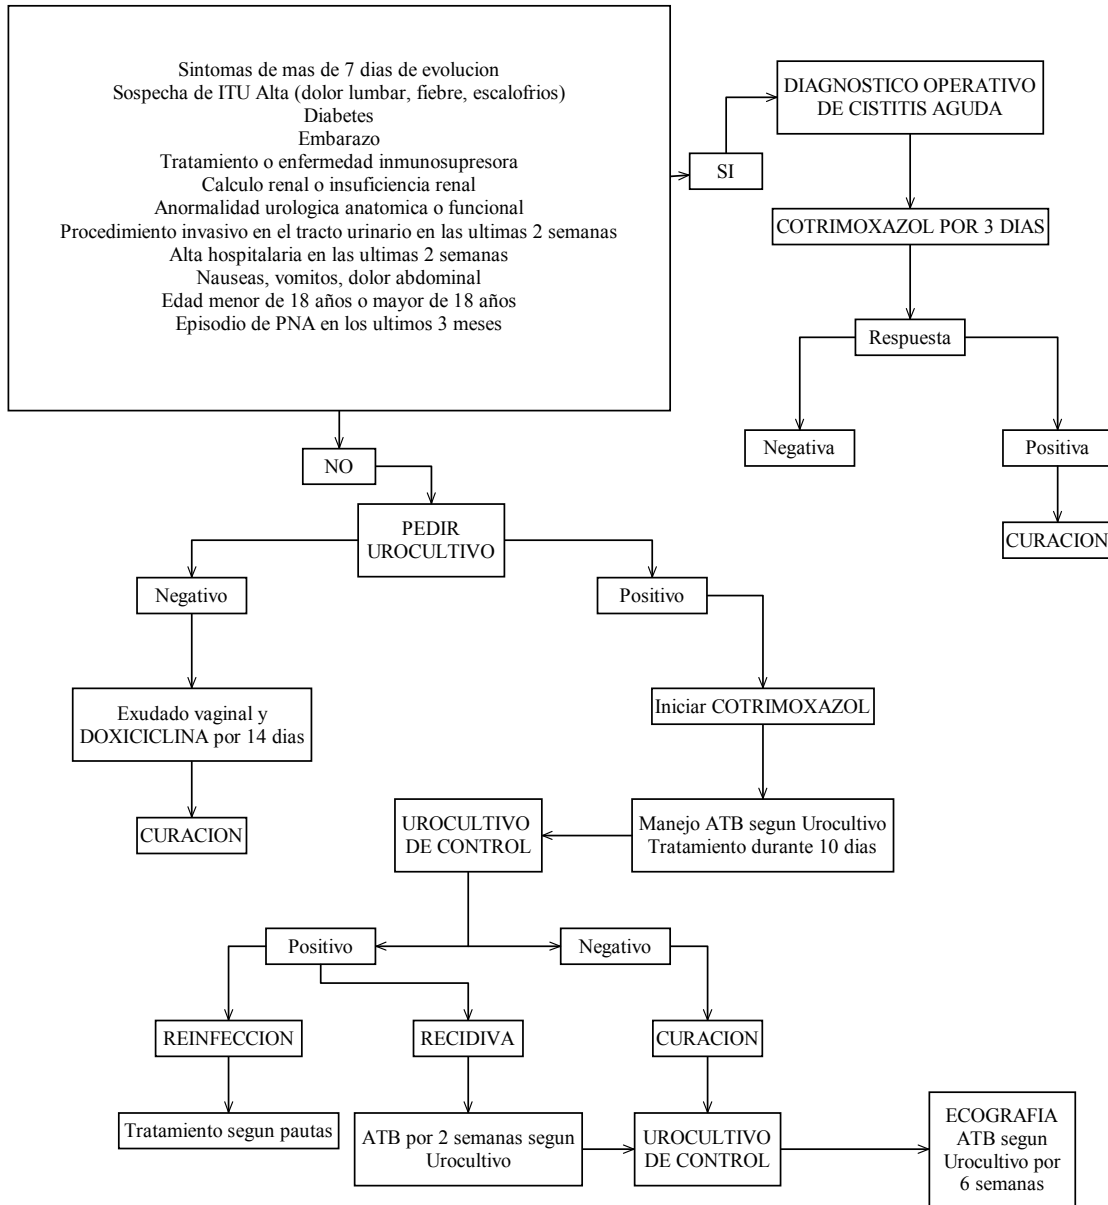 Sintomas de mas de 7 dias de evolucion
Sospecha de ITU Alta (dolor lumbar, fiebre, escalofrios)
Diabetes
Embarazo
Tratamiento o enfermedad inmunosupresora
Calculo renal o insuficiencia renal
Anormalidad urologica anatomica o funcional
Procedimiento invasivo en el tracto urinario en las ultimas 2 semanas
Alta hospitalaria en las ultimas 2 semanas
Nauseas, vomitos, dolor abdominal
Edad menor de 18 años o mayor de 18 años
Episodio de PNA en los ultimos 3 meses
SI
DIAGNOSTICO OPERATIVO
DE CISTITIS AGUDA
COTRIMOXAZOL POR 3 DIAS
Respuesta
Negativa
Positiva
CURACION
NO
PEDIR
UROCULTIVO
Negativo
Positivo
Exudado vaginal y
DOXICICLINA por 14 dias
CURACION
Iniciar COTRIMOXAZOL
Manejo ATB segun Urocultivo
Tratamiento durante 10 dias
UROCULTIVO
DE CONTROL
Positivo
Negativo
REINFECCION
RECIDIVA
CURACION
Tratamiento segun pautas
ATB por 2 semanas segun
Urocultivo
UROCULTIVO
DE CONTROL
ECOGRAFIA
ATB segun
Urocultivo por
6 semanas